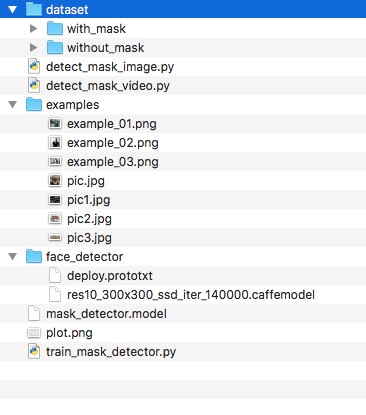 dataset
with_mask
without_mask
detect_mask_image.py
detect_mask_video.py
examples
example_01.png
example_02.png
example_03.png
pic.jpg
pic1.jpg
pic2.jpg
pic3.jpg
face_detector
deploy.prototxt
res10_300x300_ssd_iter_140000.caffemodel
mask_detector.model
plot.png
train_mask_detector.py